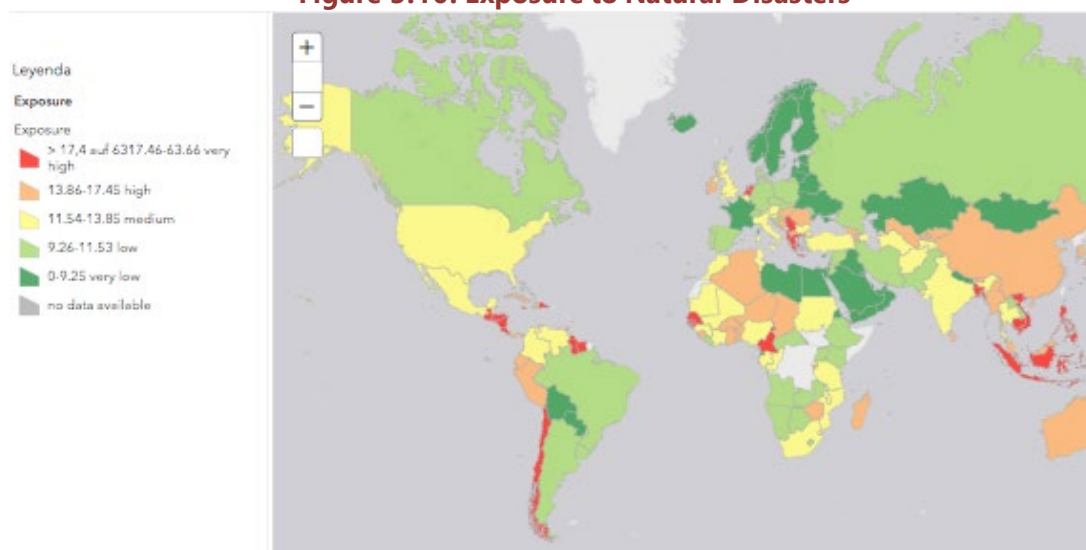 Figure 3.10: Exposure to Natural Disasters
+
−
Leyenda
Exposure
Exposure
> 17,4 auf 6317.46-63.66 very
high
13.86-17.45 high
11.54-13.85 medium
9.26-11.53 low
0-9.25 very low
no data available